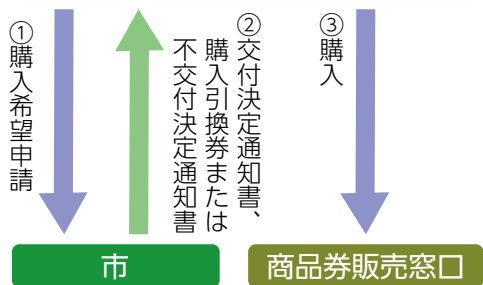 ①購入希望申請
②交付決定通知書、
購入引換券または
不交付決定通知書
③購入
市
商品券販売窓口